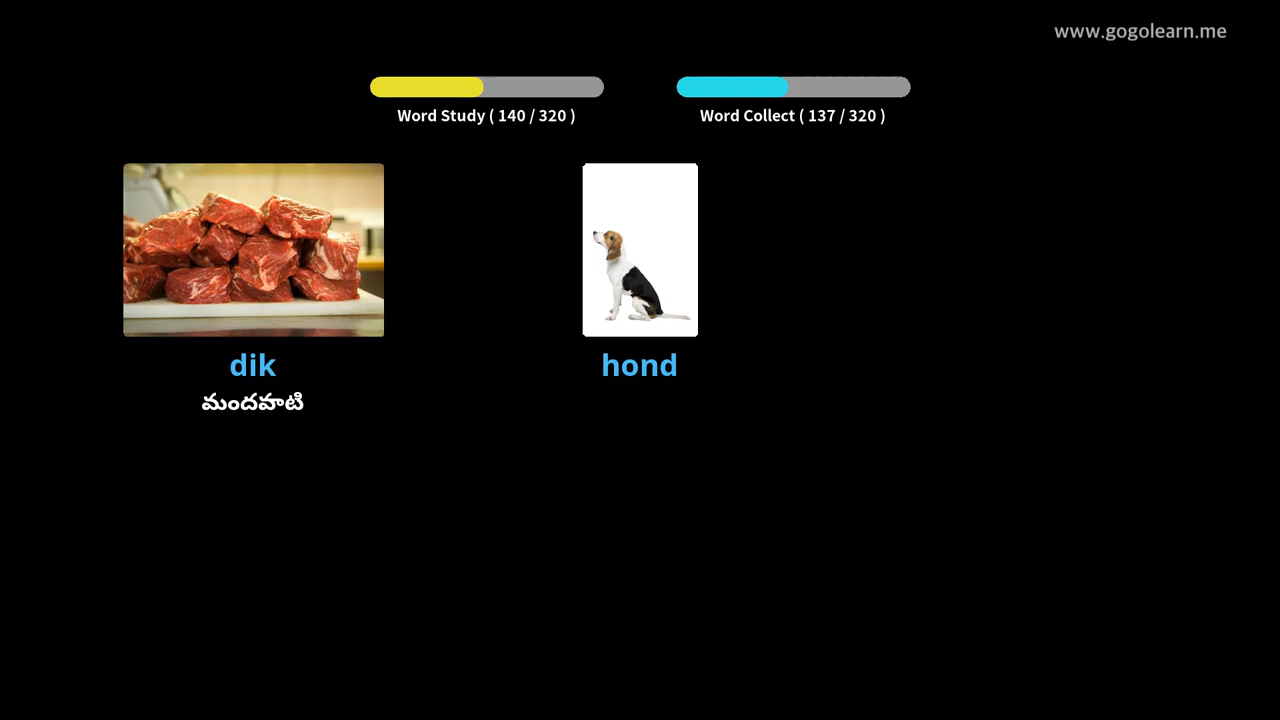 www.gogolearn.me
Word Study ( 140 / 320 )
Word Collect ( 137 / 320 )
dik
hond
మందపాటి